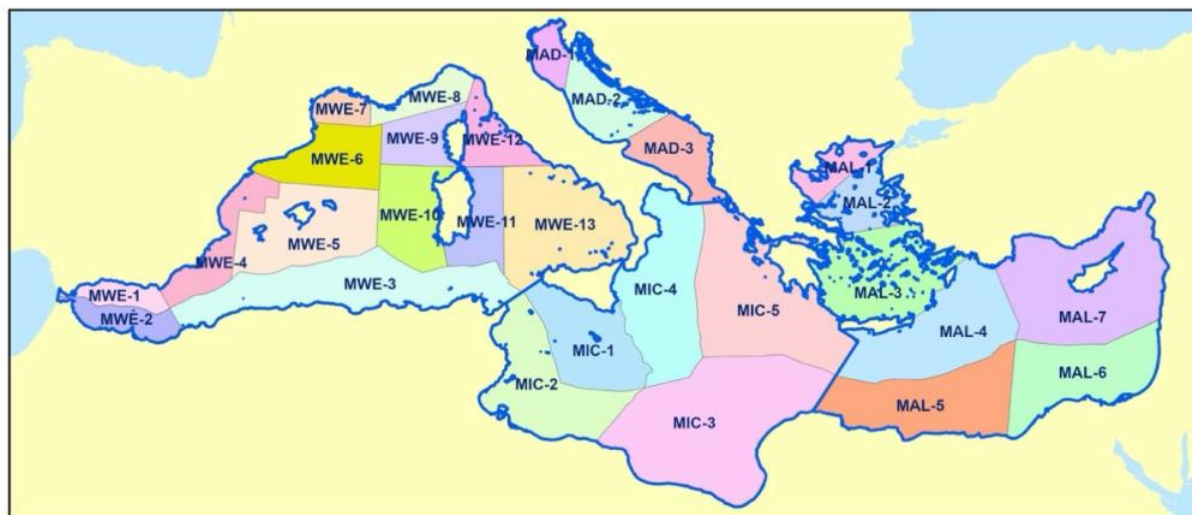 MAD-1
MAD-2
MAD-3
MWE-8
MWE-7
MWE-9
MWE-12
MWE-6
MWE-10
MWE-11
MWE-13
MWE-5
MWE-4
MWE-3
MWE-1
MWE-2
MAL-1
MAL-2
MAL-3
MAL-4
MAL-7
MAL-6
MAL-5
MIC-4
MIC-5
MIC-1
MIC-2
MIC-3